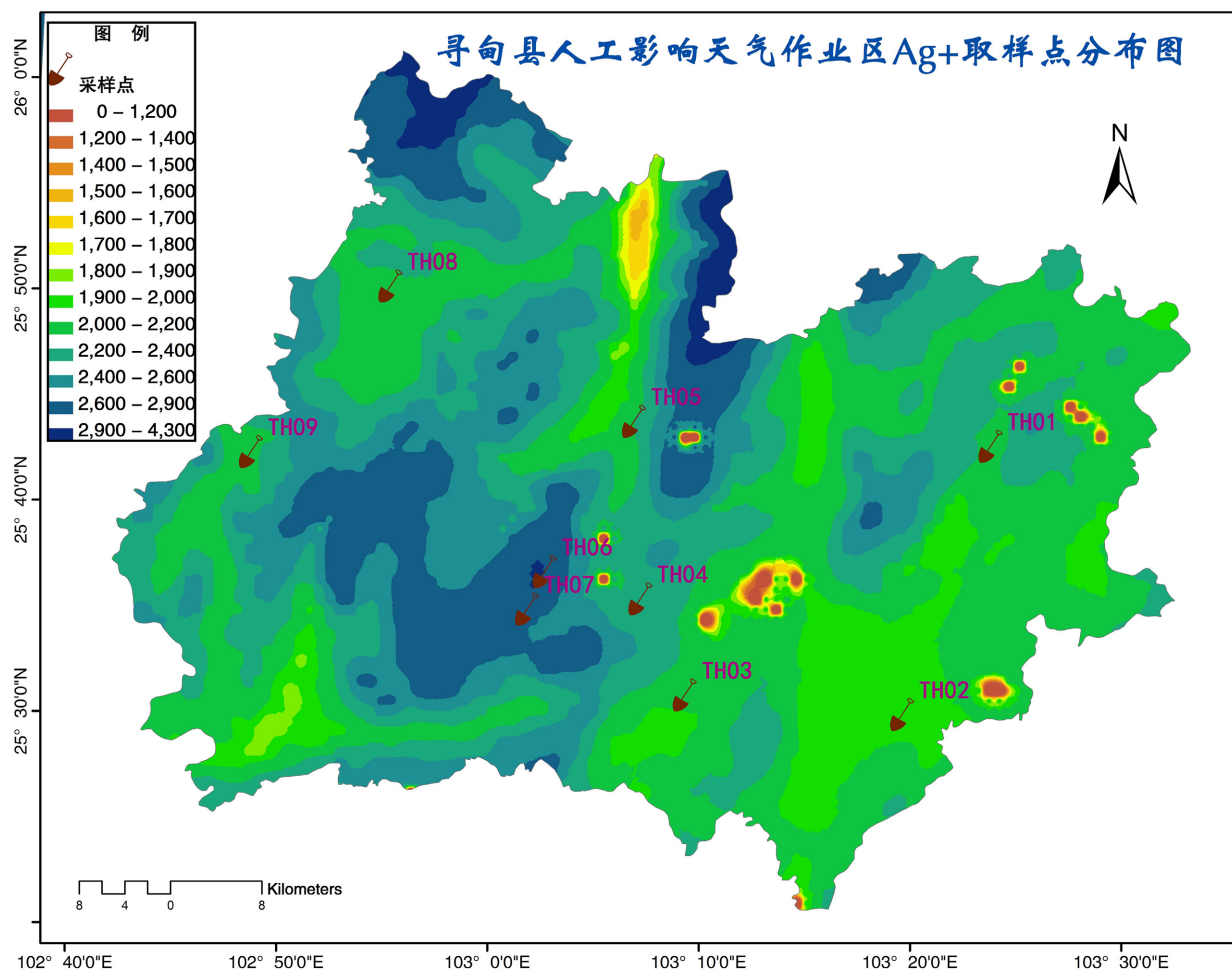 寻甸县人工影响天气作业区Ag+取样点分布图
图 例
采样点
0 – 1,200
1,200 – 1,400
1,400 – 1,500
1,500 – 1,600
1,600 – 1,700
1,700 – 1,800
1,800 – 1,900
1,900 – 2,000
2,000 – 2,200
2,200 – 2,400
2,400 – 2,600
2,600 – 2,900
2,900 – 4,300
N
TH08
TH05
TH01
TH09
TH06
TH07
TH04
TH03
TH02
26° 0'0"N
25° 50'0"N
25° 40'0"N
25° 30'0"N
8 4 0 8 Kilometers
102° 40'0"E 102° 50'0"E 103° 0'0"E 103° 10'0"E 103° 20'0"E 103° 30'0"E